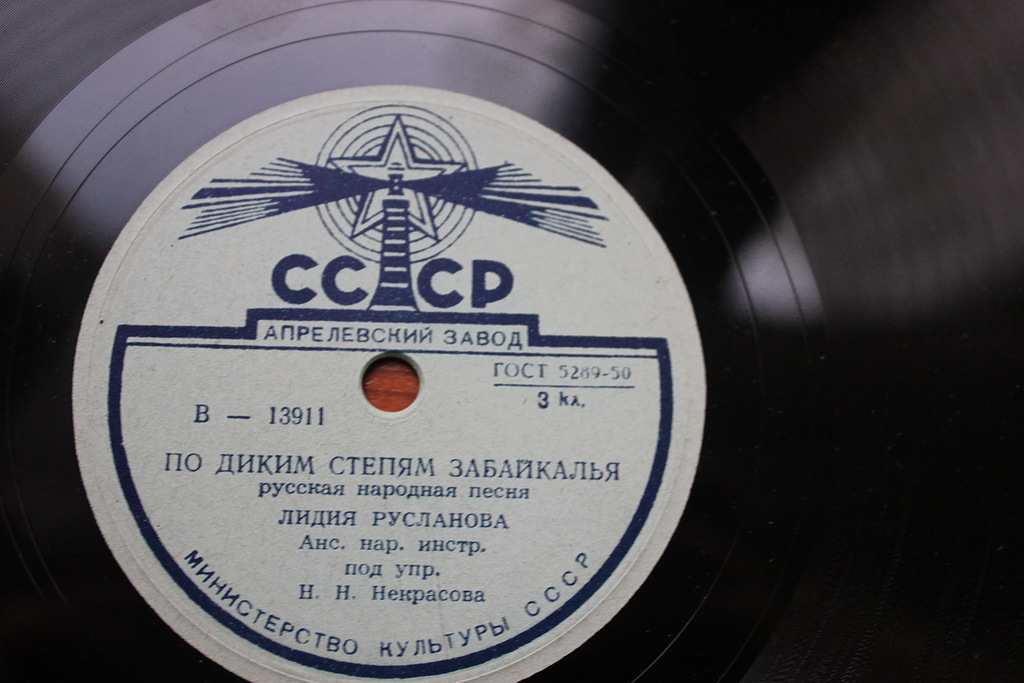 СССР
АПРЕЛЕВСКИЙ ЗАВОД
ГОСТ 5289-50
3 кл.
В — 13911
ПО ДИКИМ СТЕПЯМ ЗАБАЙКАЛЬЯ
русская народная песня
ЛИДИЯ РУСЛАНОВА
Анс. нар. инстр.
под упр.
Н. Н. Некрасова
МИНИСТЕРСТВО КУЛЬТУРЫ СССР